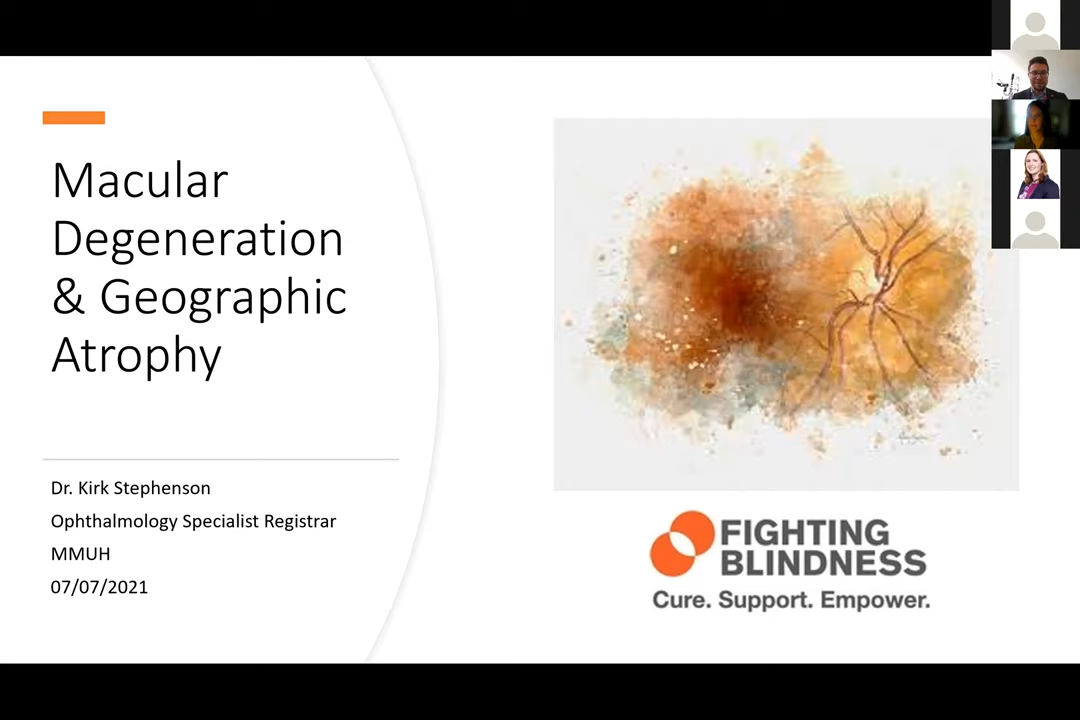 Macular
Degeneration
& Geographic
Atrophy
Dr. Kirk Stephenson
Ophthalmology Specialist Registrar
MMUH
07/07/2021
FIGHTING
BLINDNESS
Cure. Support. Empower.